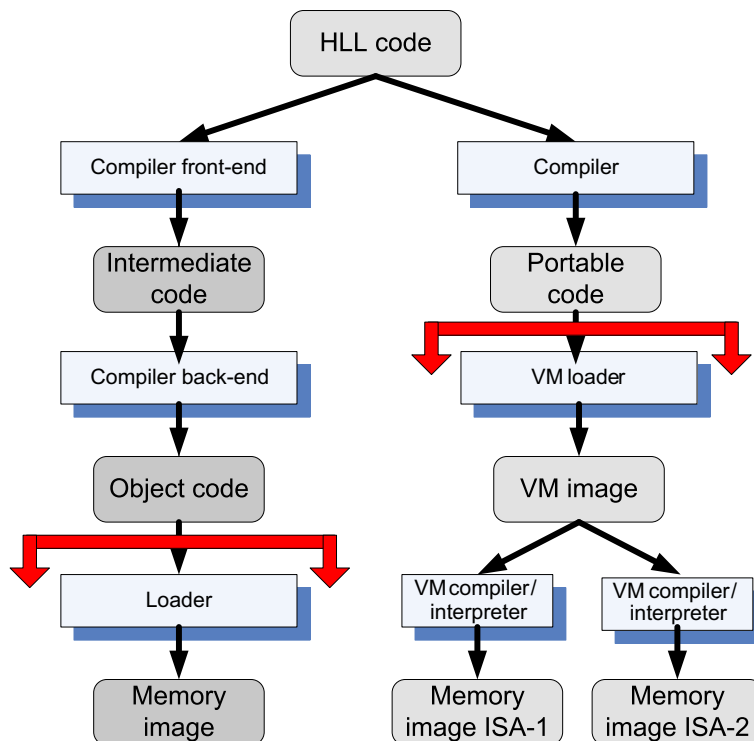 HLL code
Compiler front-end
Compiler
Intermediate
code
Portable
code
Compiler back-end
VM loader
Object code
VM image
Loader
VM compiler/
interpreter
VM compiler/
interpreter
Memory
image
Memory
image ISA-1
Memory
image ISA-2